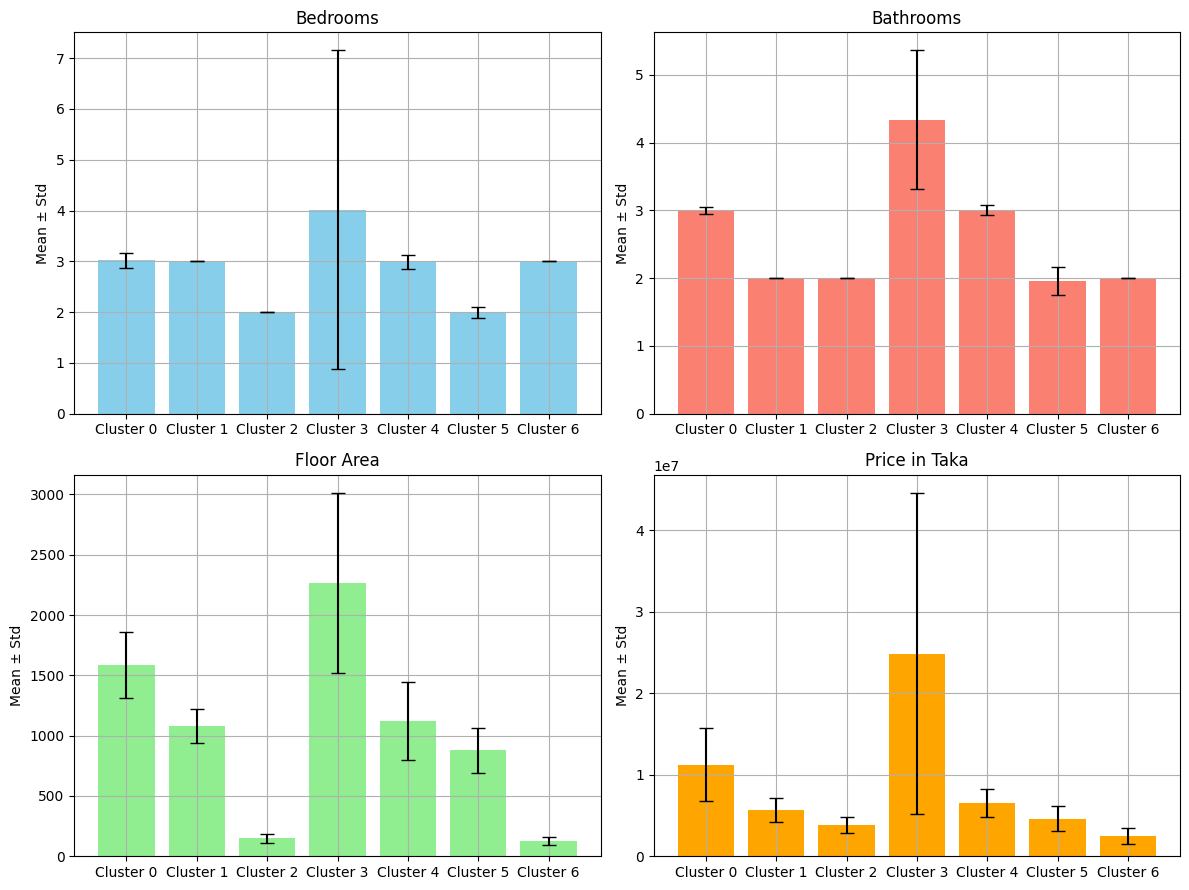 Bedrooms
Mean ± Std
7
6
5
4
3
2
1
0
Cluster 0 Cluster 1 Cluster 2 Cluster 3 Cluster 4 Cluster 5 Cluster 6
Bathrooms
Mean ± Std
5
4
3
2
1
0
Cluster 0 Cluster 1 Cluster 2 Cluster 3 Cluster 4 Cluster 5 Cluster 6
Floor Area
Mean ± Std
3000
2500
2000
1500
1000
500
0
Cluster 0 Cluster 1 Cluster 2 Cluster 3 Cluster 4 Cluster 5 Cluster 6
Price in Taka
1e7
Mean ± Std
4
3
2
1
0
Cluster 0 Cluster 1 Cluster 2 Cluster 3 Cluster 4 Cluster 5 Cluster 6